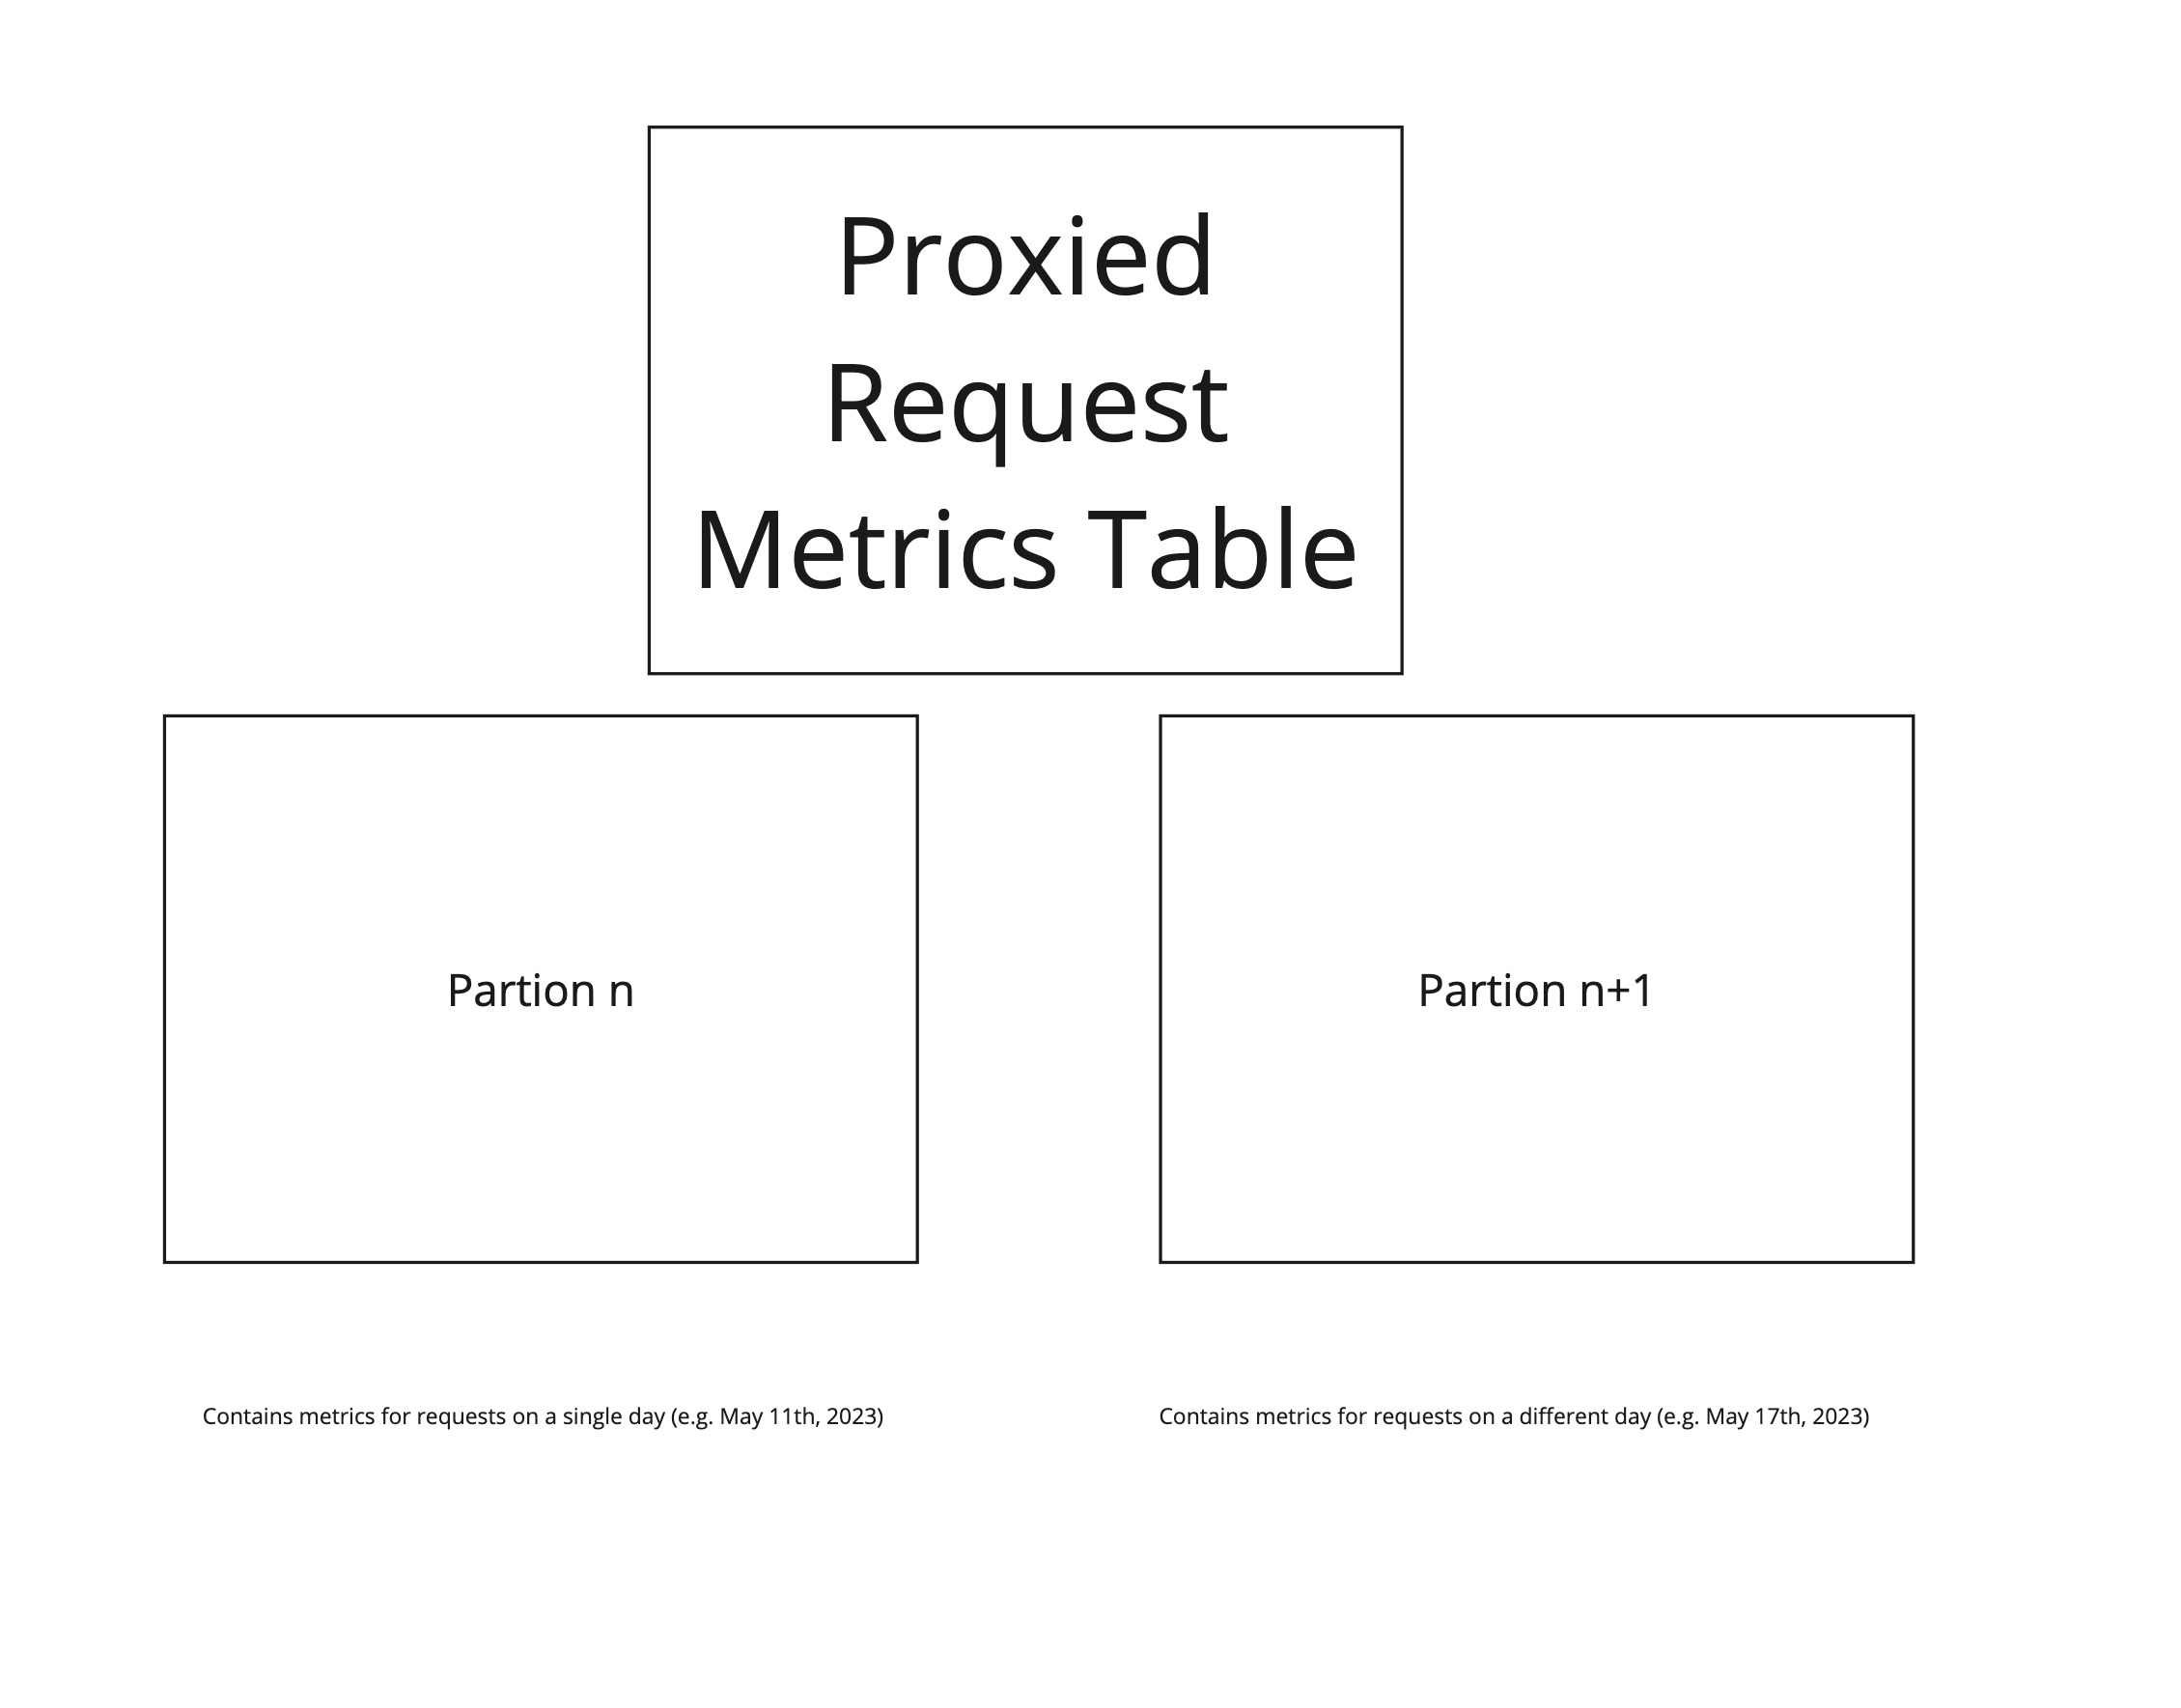 Proxied
Request
Metrics Table
Partion n
Partion n+1
Contains metrics for requests on a single day (e.g. May 11th, 2023)
Contains metrics for requests on a different day (e.g. May 17th, 2023)